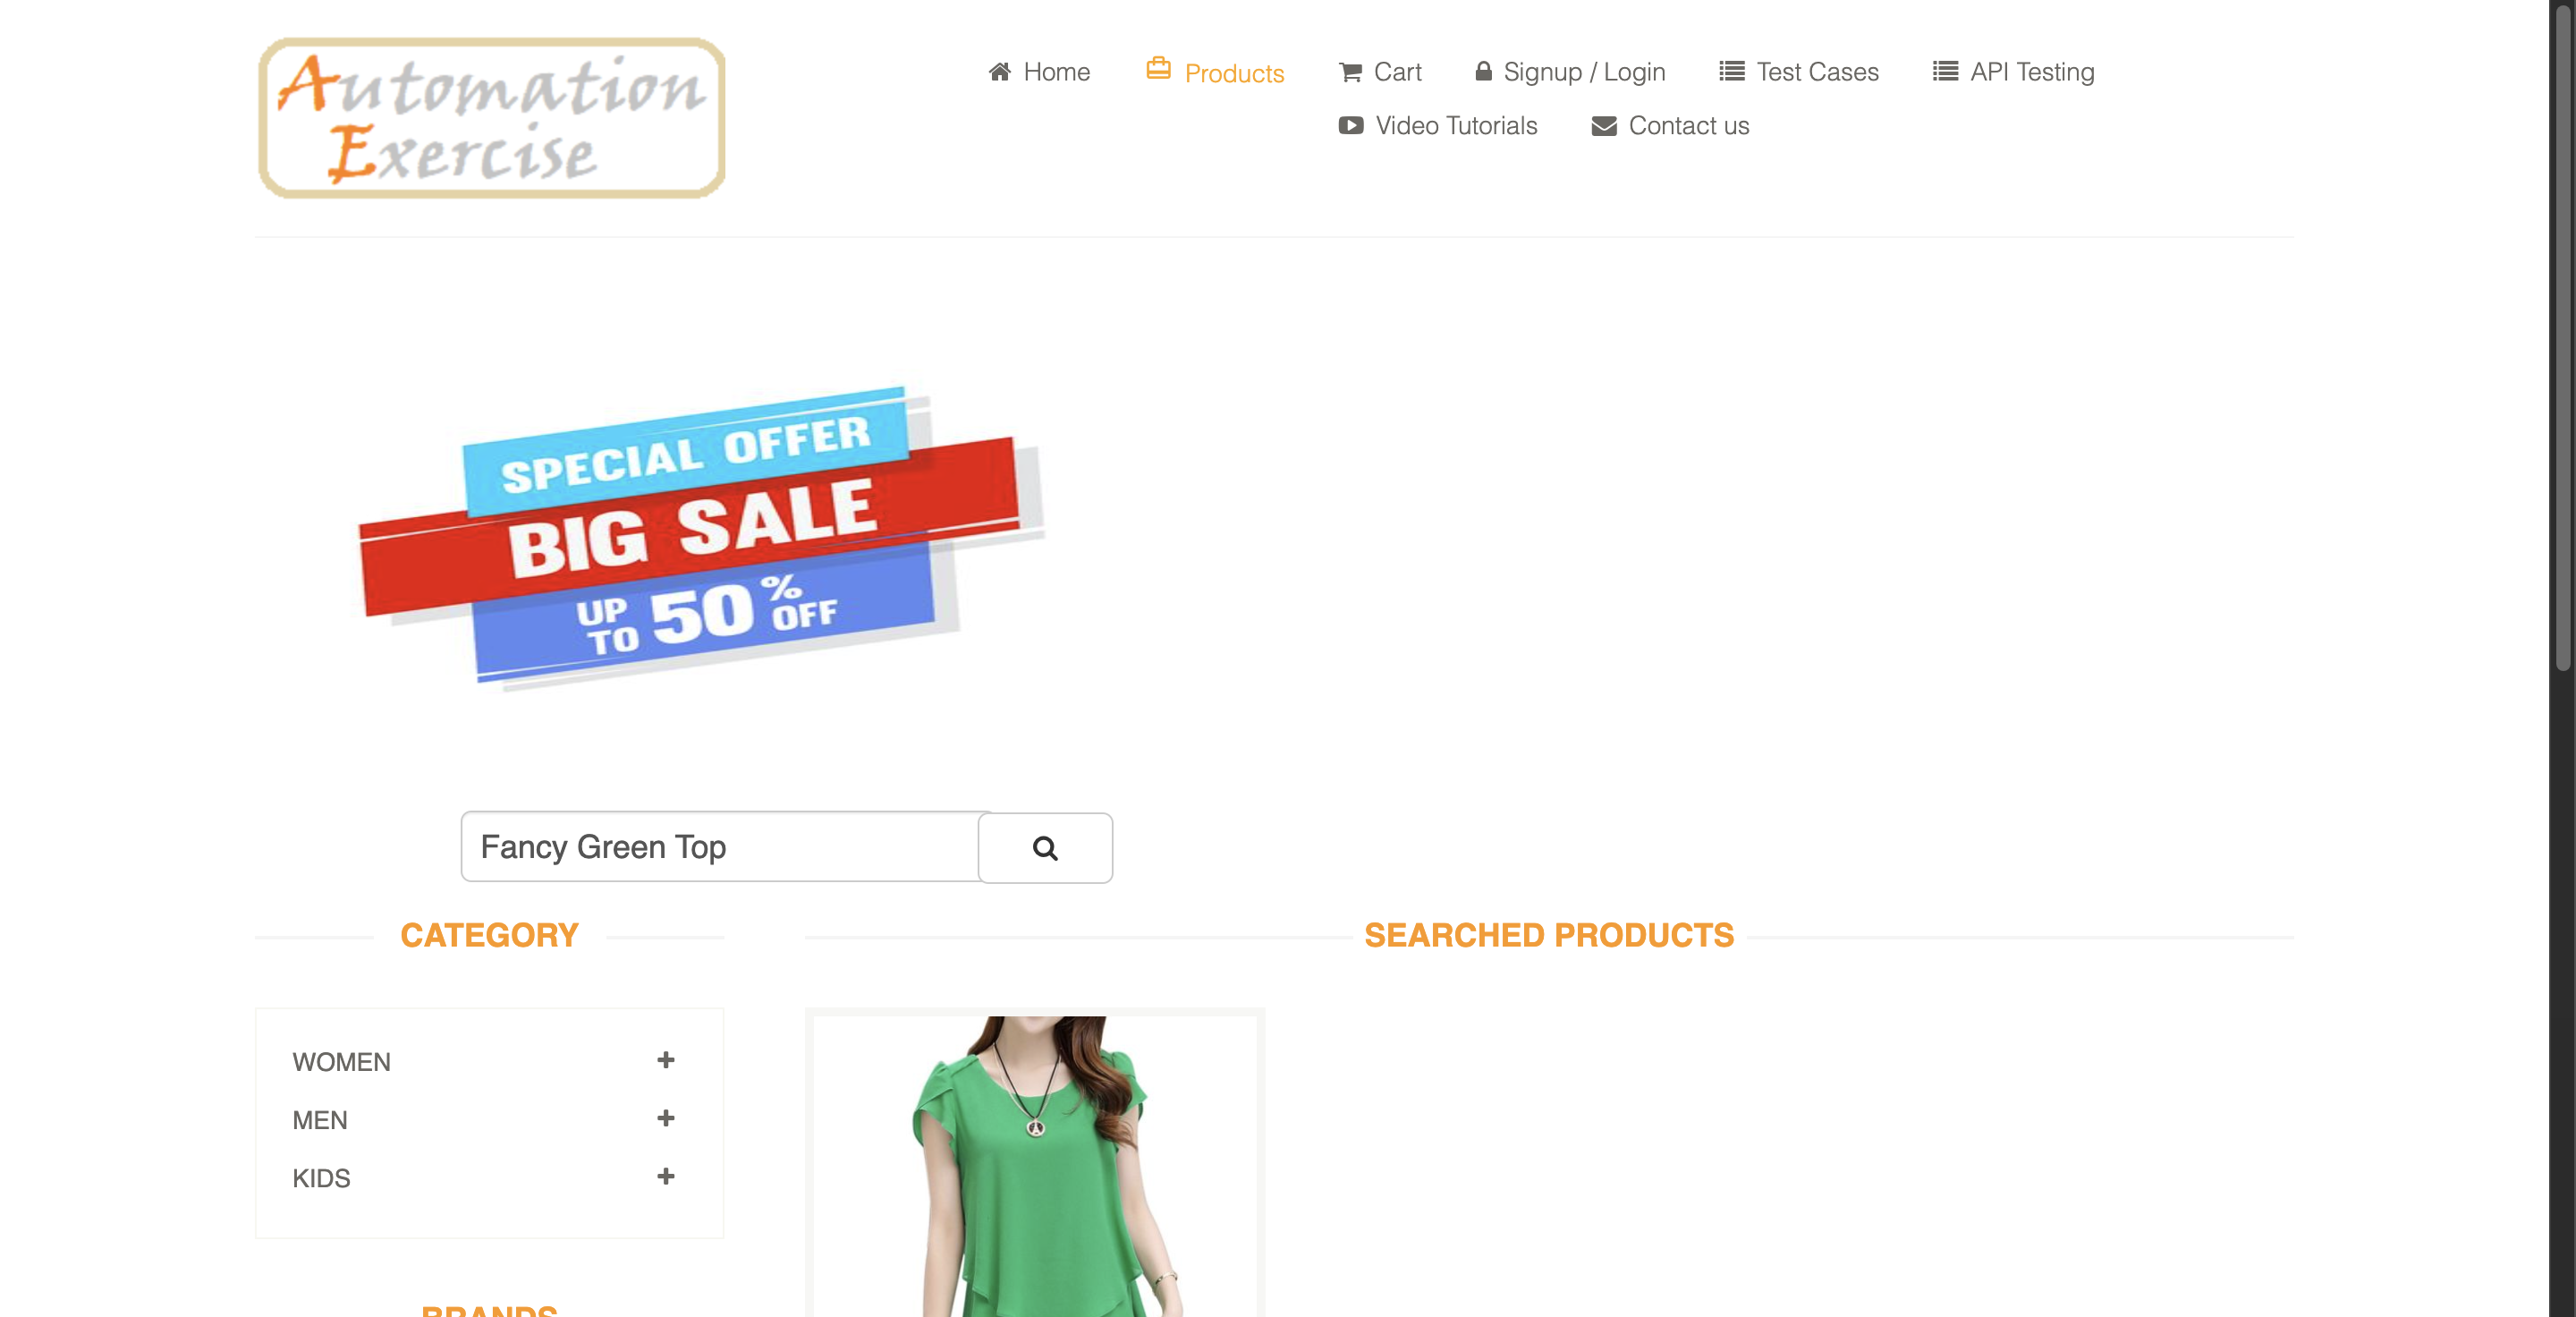 Automation
Exercise
Home Products Cart Signup / Login Test Cases API Testing
Video Tutorials Contact us
SPECIAL OFFER
BIG SALE
UP TO 50% OFF
Fancy Green Top
CATEGORY
SEARCHED PRODUCTS
WOMEN
MEN
KIDS
BRANDS